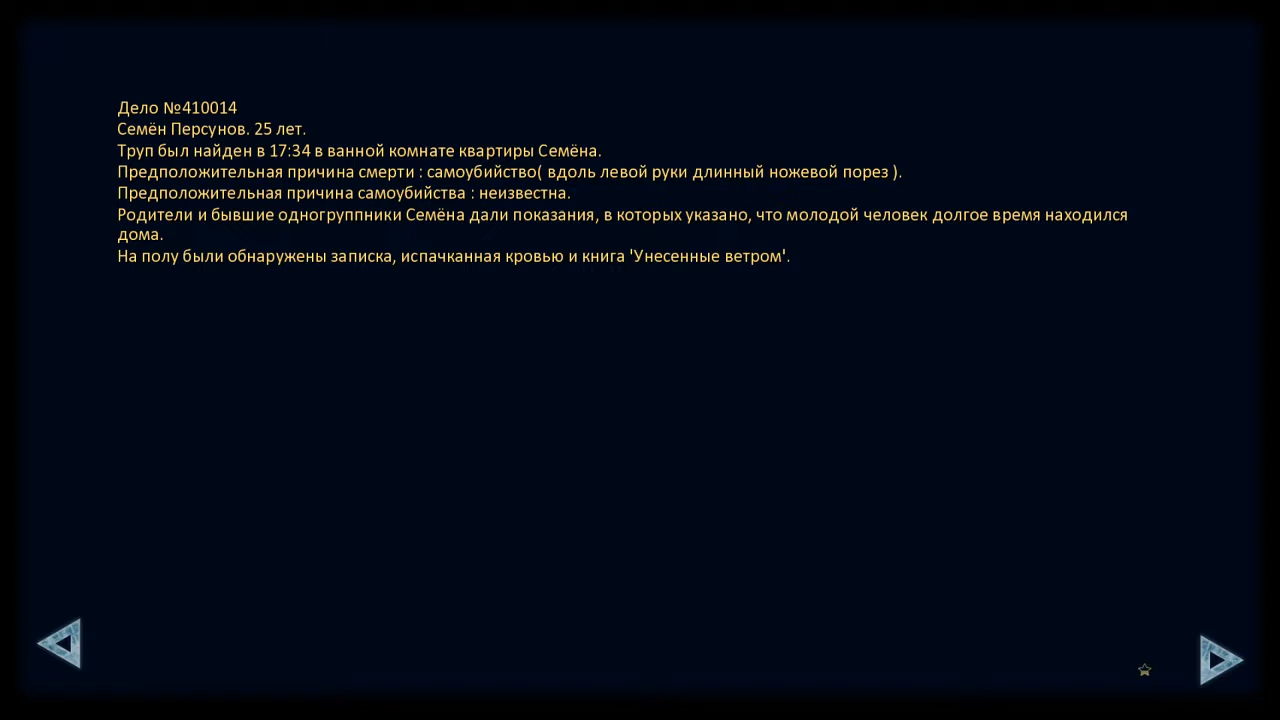 Дело №410014
Семён Персунов. 25 лет.
Труп был найден в 17:34 в ванной комнате квартиры Семёна.
Предположительная причина смерти : самоубийство( вдоль левой руки длинный ножевой порез ).
Предположительная причина самоубийства : неизвестна.
Родители и бывшие одногруппники Семёна дали показания, в которых указано, что молодой человек долгое время находился
дома.
На полу были обнаружены записка, испачканная кровью и книга 'Унесенные ветром'.